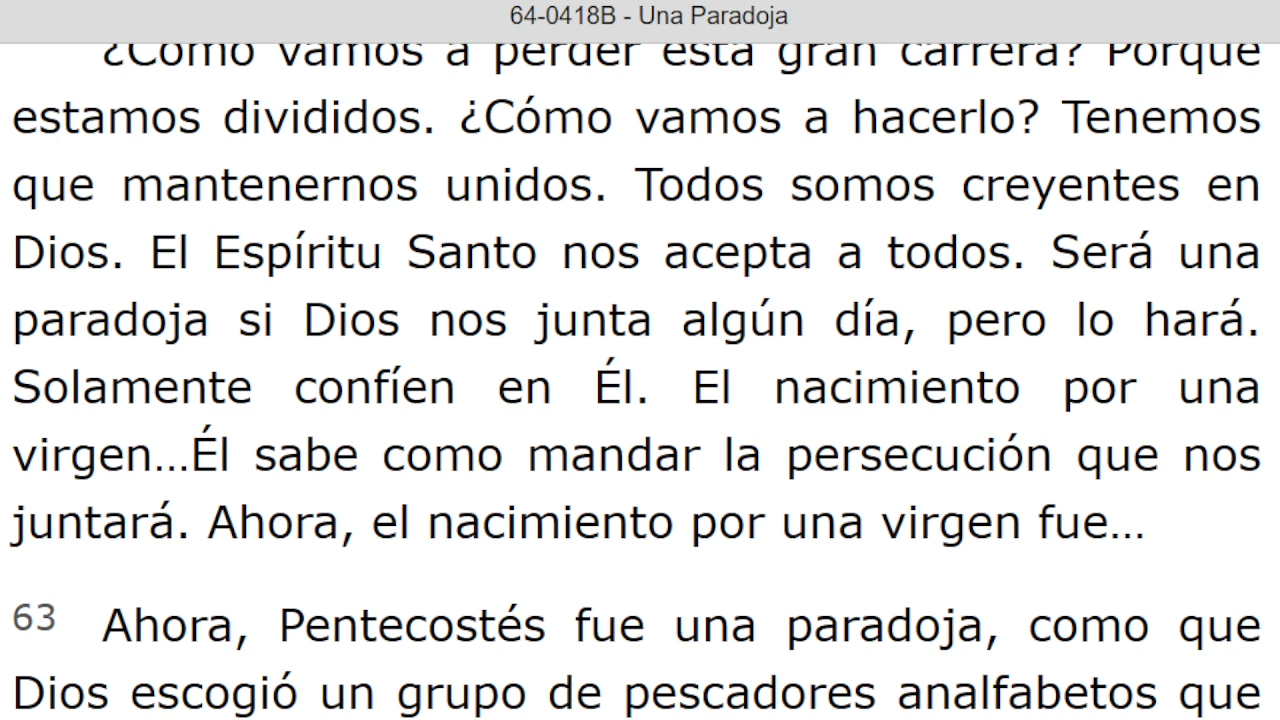 64-0418B - Una Paradoja
¿Cómo vamos a perder esta gran carrera? Porque
estamos divididos. ¿Cómo vamos a hacerlo? Tenemos
que mantenernos unidos. Todos somos creyentes en
Dios. El Espíritu Santo nos acepta a todos. Será una
paradoja si Dios nos junta algún día, pero lo hará.
Solamente confíen en Él. El nacimiento por una
virgen...Él sabe como mandar la persecución que nos
juntará. Ahora, el nacimiento por una virgen fue...
63 Ahora, Pentecostés fue una paradoja, como que
Dios escogió un grupo de pescadores analfabetos que